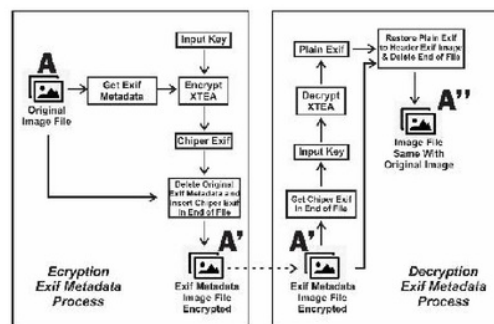 A
Original
Image File
Get Exif
Metadata
Input Key
Encrypt
XTEA
Chiper Exif
Delete Original
Exif Metadata and
Insert Chiper Exif
in End of File
A'
Exif Metadata
Image File
Encrypted
Ecryption
Exif Metadata
Process
Restore Plain Exif
to Header Exif Image
& Delete End of File
Plain Exif
Decrypt
XTEA
Input Key
Get Chiper Exif
in End of File
A'
Exif Metadata
Image File
Encrypted
A''
Image File
Same With
Original Image
Decryption
Exif Metadata
Process